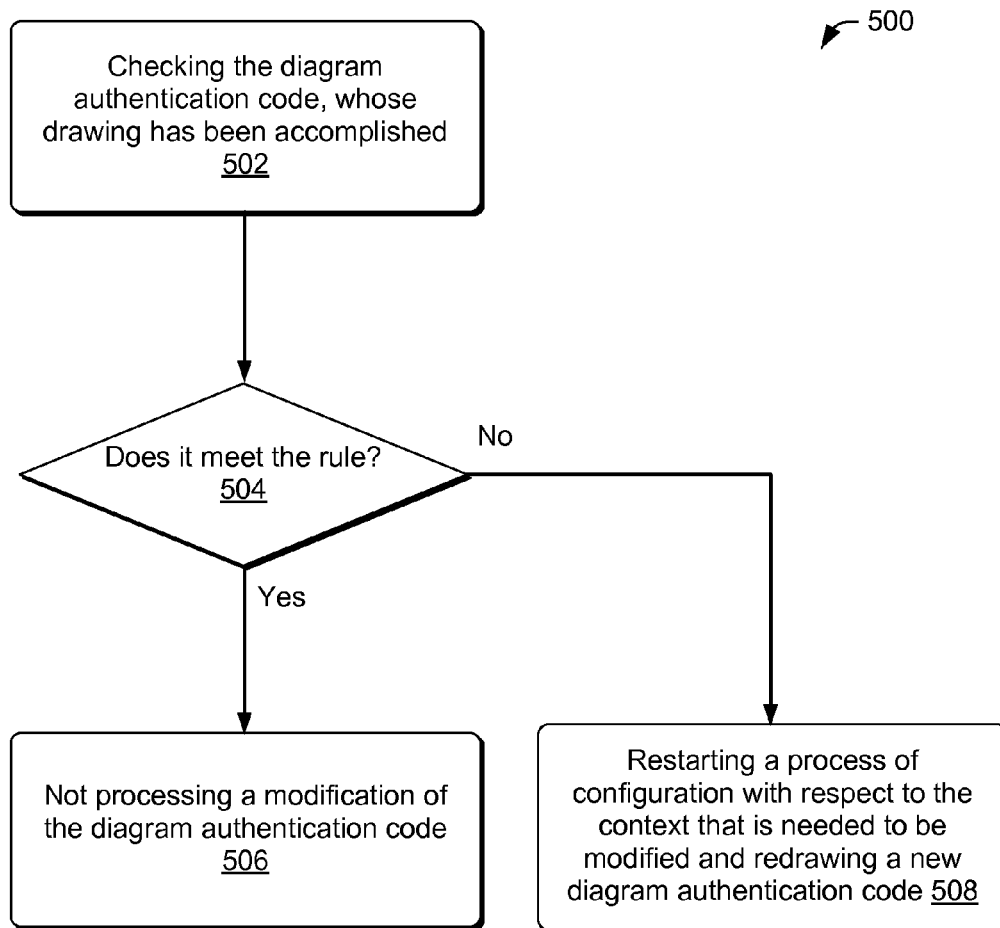 500
Checking the diagram
authentication code, whose
drawing has been accomplished
502
Does it meet the rule?
504
No
Yes
Not processing a modification of
the diagram authentication code
506
Restarting a process of
configuration with respect to the
context that is needed to be
modified and redrawing a new
diagram authentication code 508